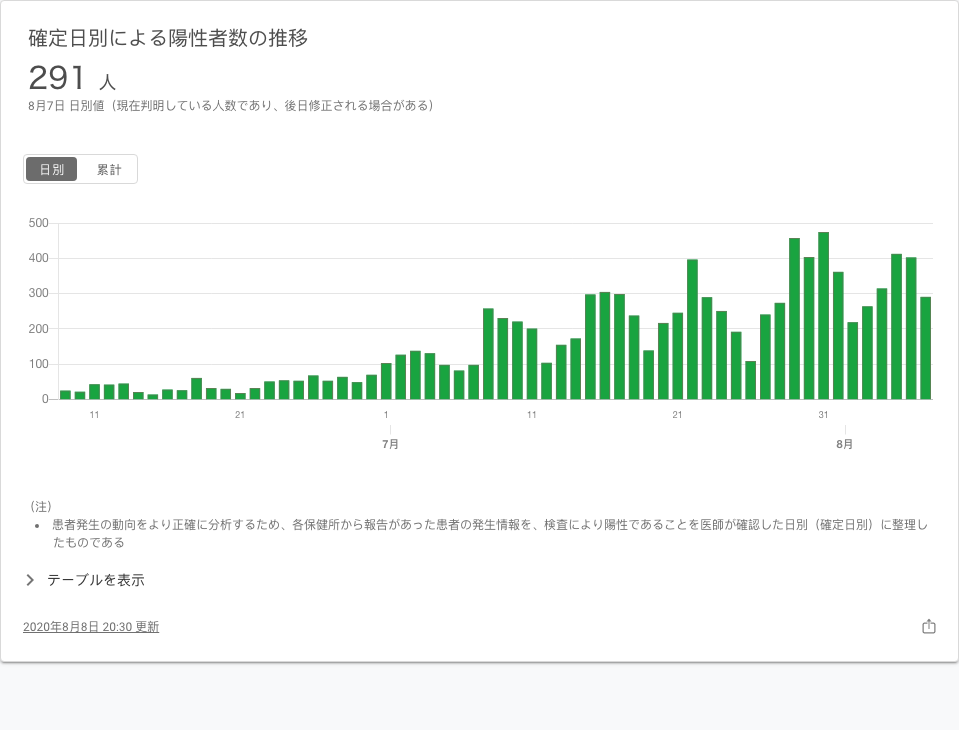 確定日別による陽性者数の推移
291 人
8月7日 日別値（現在判明している人数であり、後日修正される場合がある）
日別 累計
500
400
300
200
100
0
11 21 1 11 21 31
7月 8月
（注）
• 患者発生の動向をより正確に分析するため、各保健所から報告があった患者の発生情報を、検査により陽性であることを医師が確認した日別（確定日別）に整理し
たものである
テーブルを表示
2020年8月8日 20:30 更新